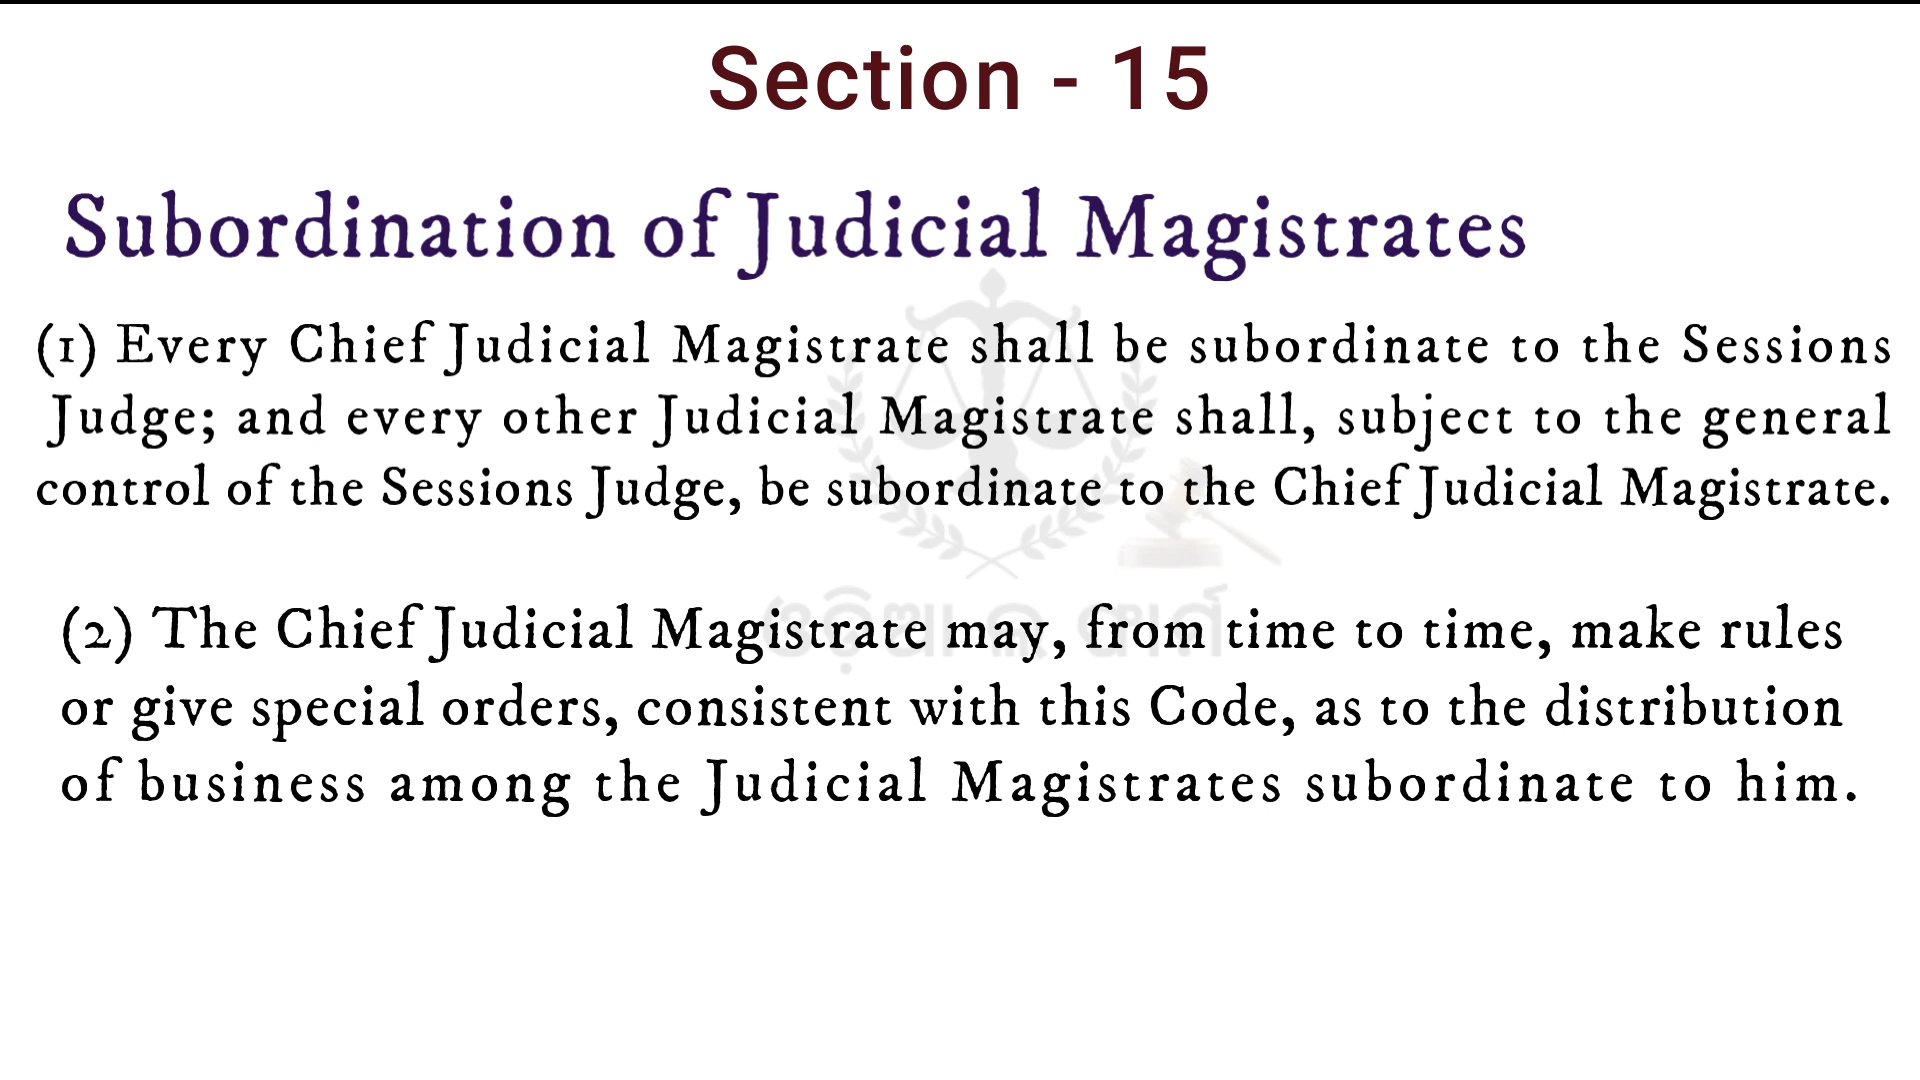 Section - 15
Subordination of Judicial Magistrates
(1) Every Chief Judicial Magistrate shall be subordinate to the Sessions
Judge; and every other Judicial Magistrate shall, subject to the general
control of the Sessions Judge, be subordinate to the Chief Judicial Magistrate.
(2) The Chief Judicial Magistrate may, from time to time, make rules
or give special orders, consistent with this Code, as to the distribution
of business among the Judicial Magistrates subordinate to him.